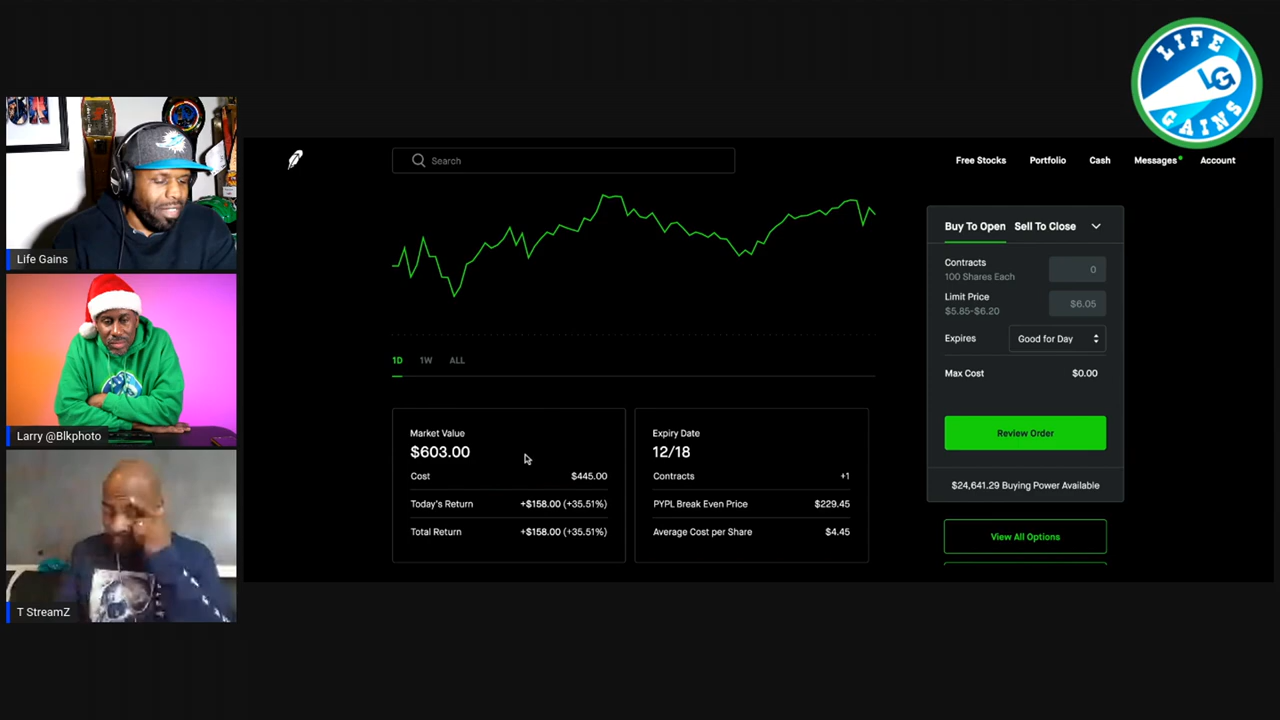 LIFE
LG
GAINS
Search
Free Stocks
Portfolio
Cash
Messages
Account
Life Gains
Larry @Blkphoto
T StreamZ
1D
1W
ALL
Market Value
$603.00
Cost
$445.00
Today's Return
+$158.00 (+35.51%)
Total Return
+$158.00 (+35.51%)
Expiry Date
12/18
Contracts
+1
PYPL Break Even Price
$229.45
Average Cost per Share
$4.45
Buy To Open
Sell To Close
Contracts
100 Shares Each
0
Limit Price
$5.85-$6.20
$6.05
Expires
Good for Day
Max Cost
$0.00
Review Order
$24,641.29 Buying Power Available
View All Options